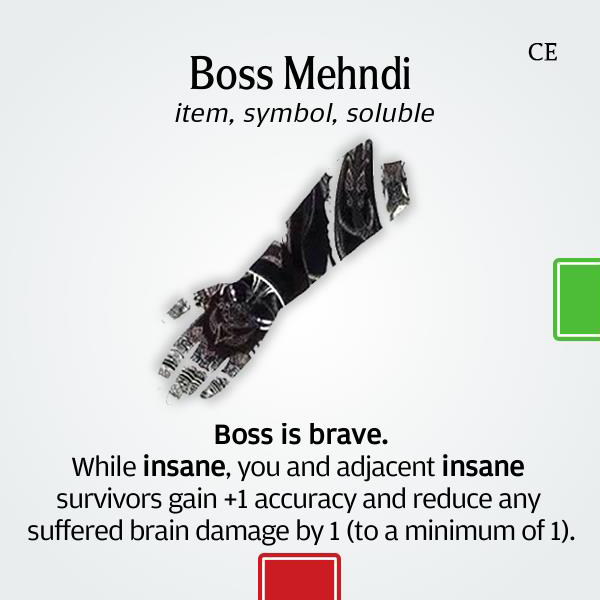 CE
Boss Mehndi
item, symbol, soluble
Boss is brave.
While insane, you and adjacent insane
survivors gain +1 accuracy and reduce any
suffered brain damage by 1 (to a minimum of 1).